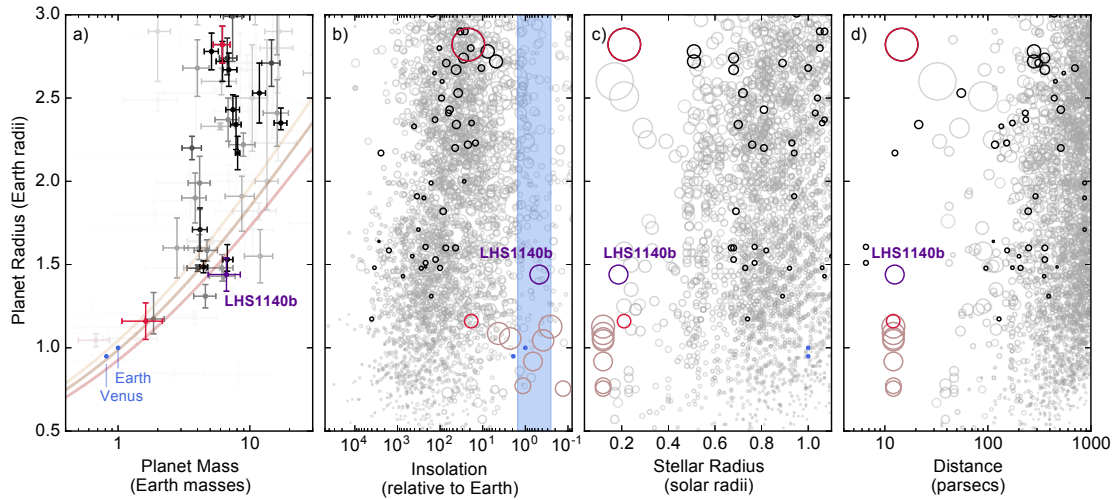 Planet Radius (Earth radii)
3.0
2.5
2.0
1.5
1.0
0.5
a)
LHS1140b
Earth
Venus
1
10
Planet Mass
(Earth masses)
b)
LHS1140b
10⁴
10³
10²
10¹
10⁰
10⁻¹
Insolation
(relative to Earth)
c)
LHS1140b
0.2
0.4
0.6
0.8
1.0
Stellar Radius
(solar radii)
d)
LHS1140b
10
100
1000
Distance
(parsecs)